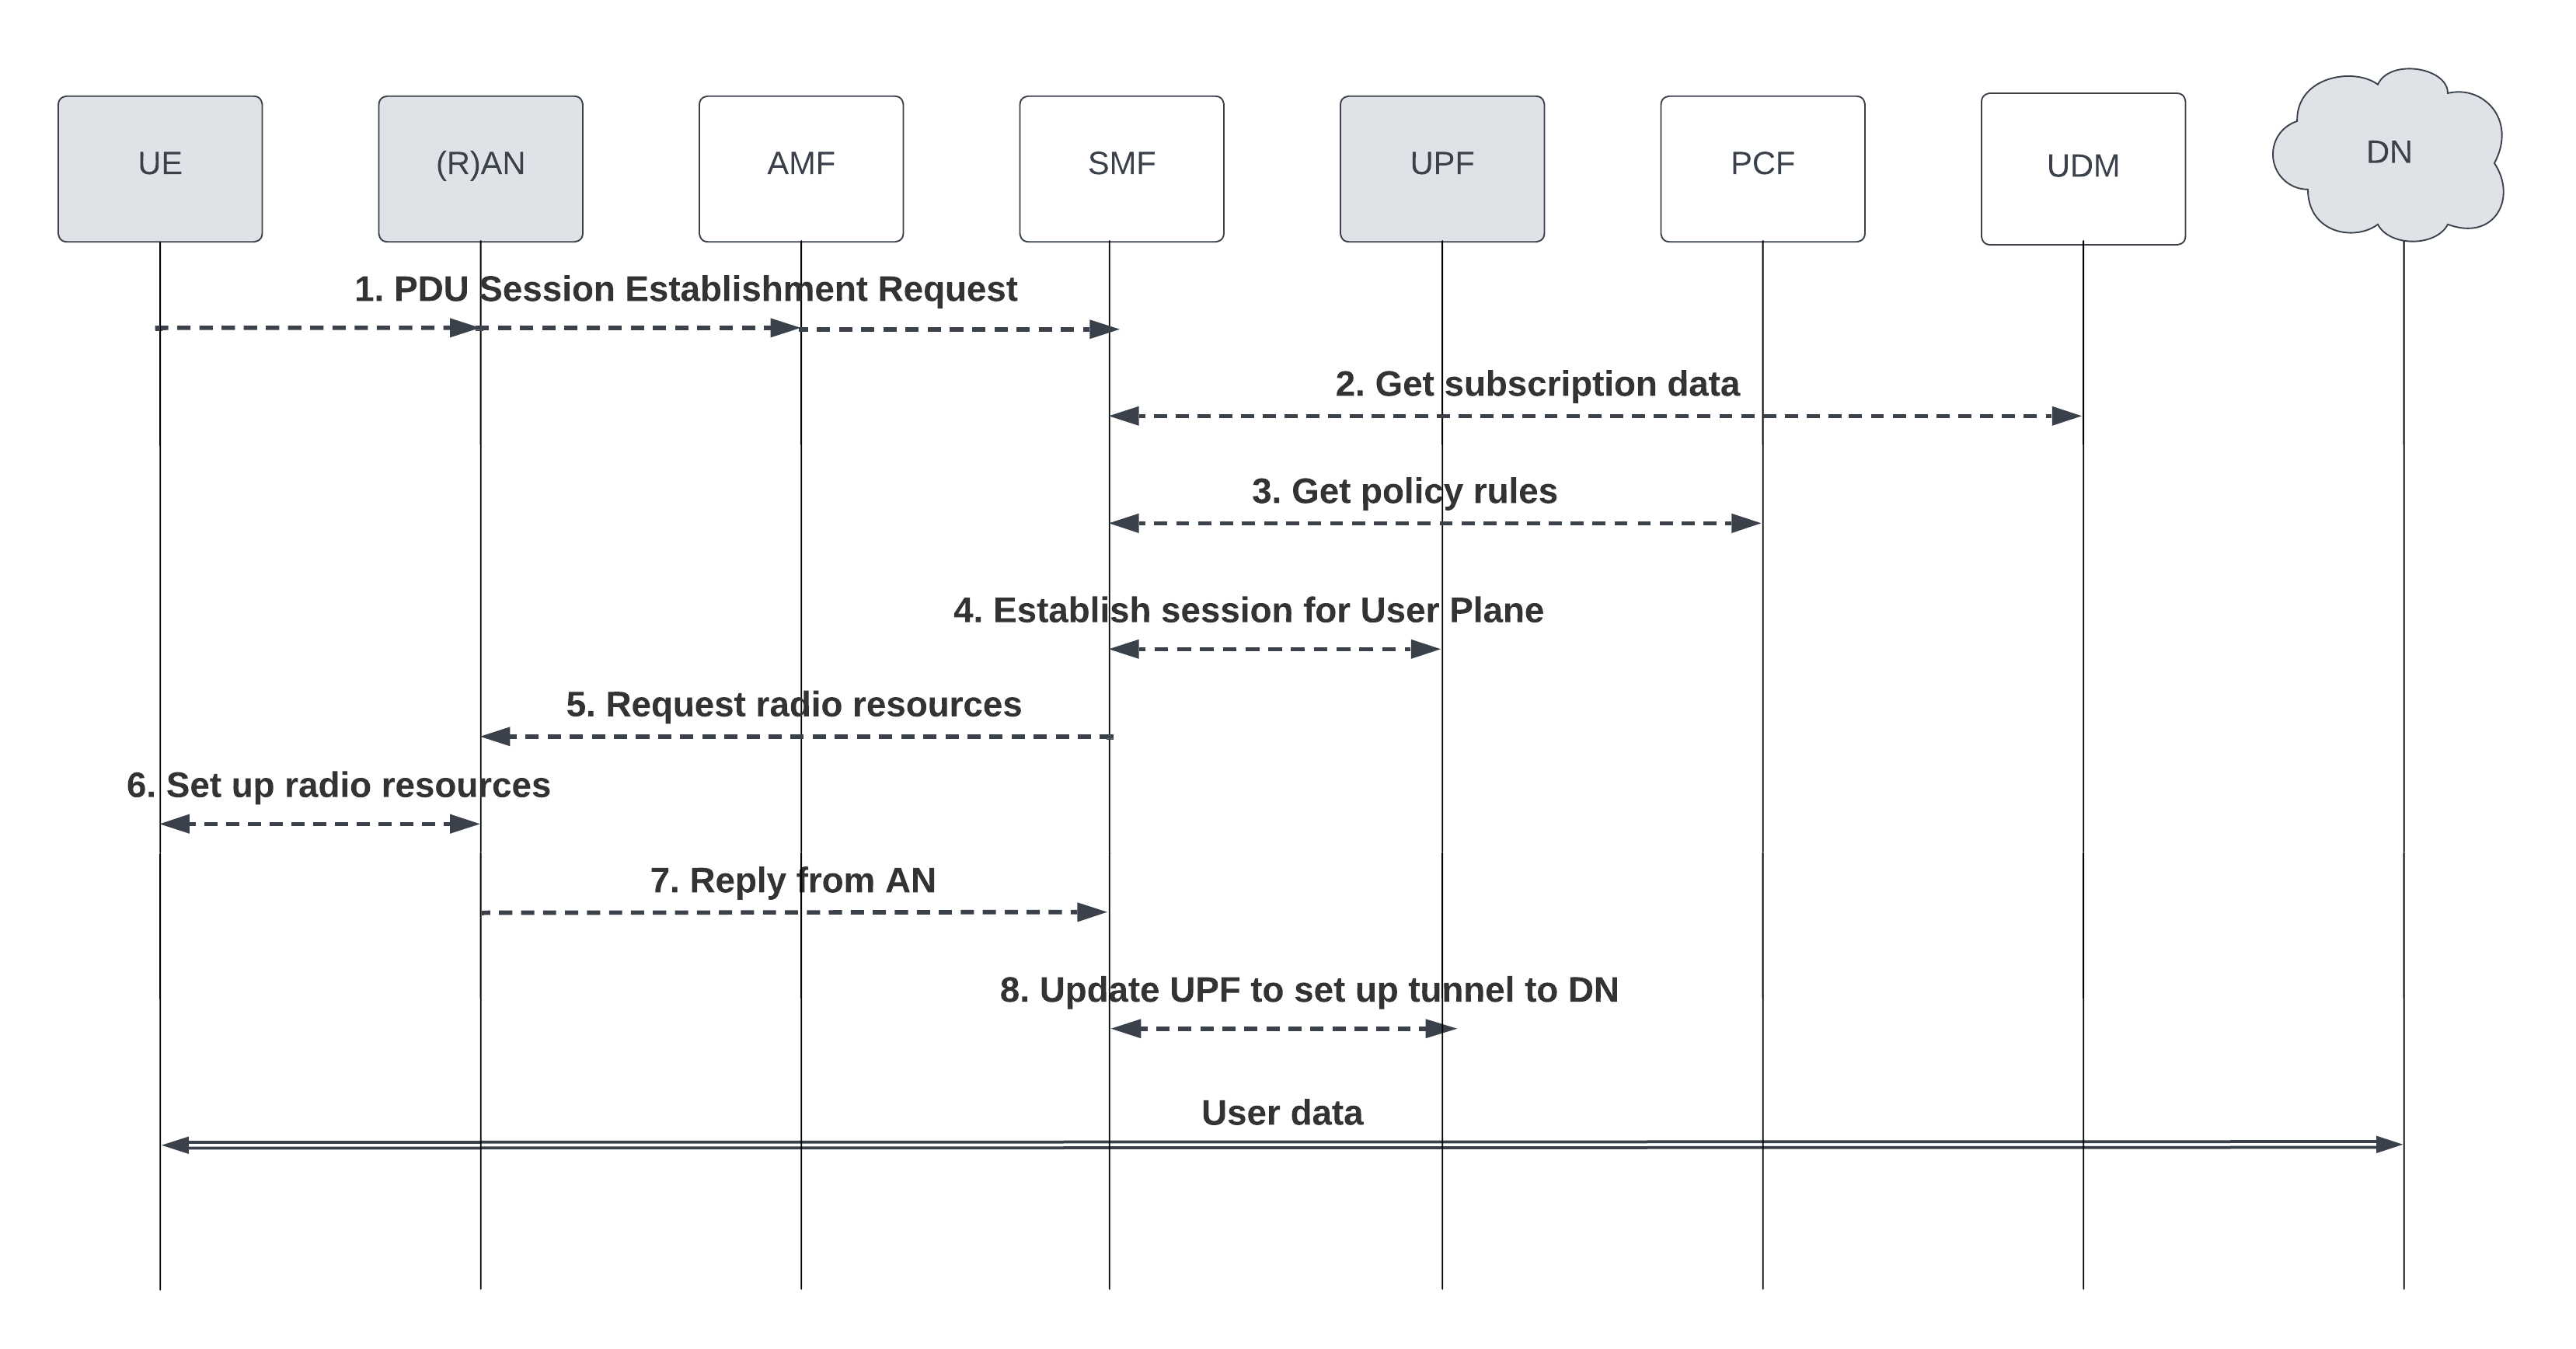 UE
(R)AN
AMF
SMF
UPF
PCF
UDM
DN
1. PDU Session Establishment Request
2. Get subscription data
3. Get policy rules
4. Establish session for User Plane
5. Request radio resources
6. Set up radio resources
7. Reply from AN
8. Update UPF to set up tunnel to DN
User data